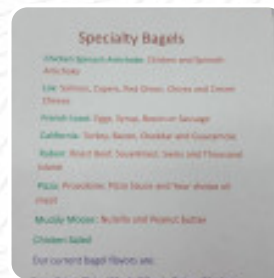 Specialty Bagels
Chicken Spinach Artichoke: Chicken and Spinach
Artichoke
Lox: Salmon, Capers, Red Onion, Chives and Cream
Cheese
French Toast: Eggs, Syrup, Bacon or Sausage
California: Turkey, Bacon, Cheddar and Guacamole
Reuben: Roast Beef, Sauerkraut, Swiss and Thousand
Island
Pizza: Provolone, Pizza Sauce and Your choice of
meat
Muddy Moose: Nutella and Peanut Butter
Chicken Salad
Our current bagel flavors are: